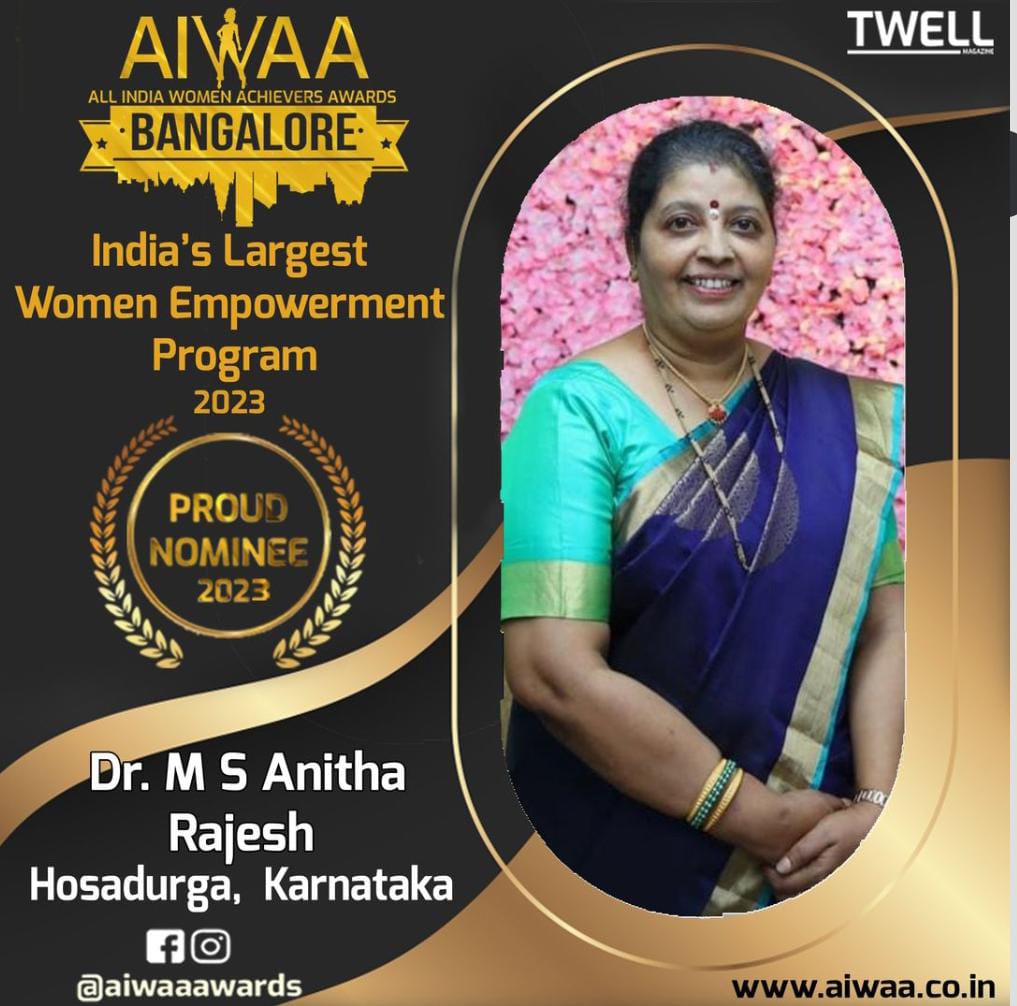 AIWAA
ALL INDIA WOMEN ACHIEVERS AWARDS
BANGALORE
India's Largest
Women Empowerment
Program
2023
PROUD
NOMINEE
2023
Dr. M S Anitha
Rajesh
Hosadurga, Karnataka
@aiwaaawards
TWELL
MAGAZINE
www.aiwaa.co.in